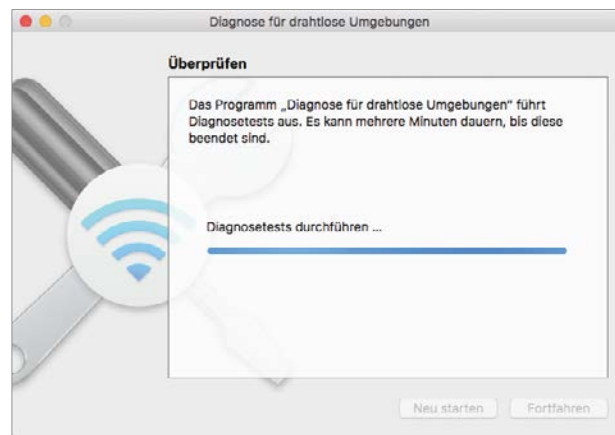 Diagnose für drahtlose Umgebungen
Überprüfen
Das Programm „Diagnose für drahtlose Umgebungen“ führt
Diagnosetests aus. Es kann mehrere Minuten dauern, bis diese
beendet sind.
Diagnosetests durchführen ...
Neu starten
Fortfahren